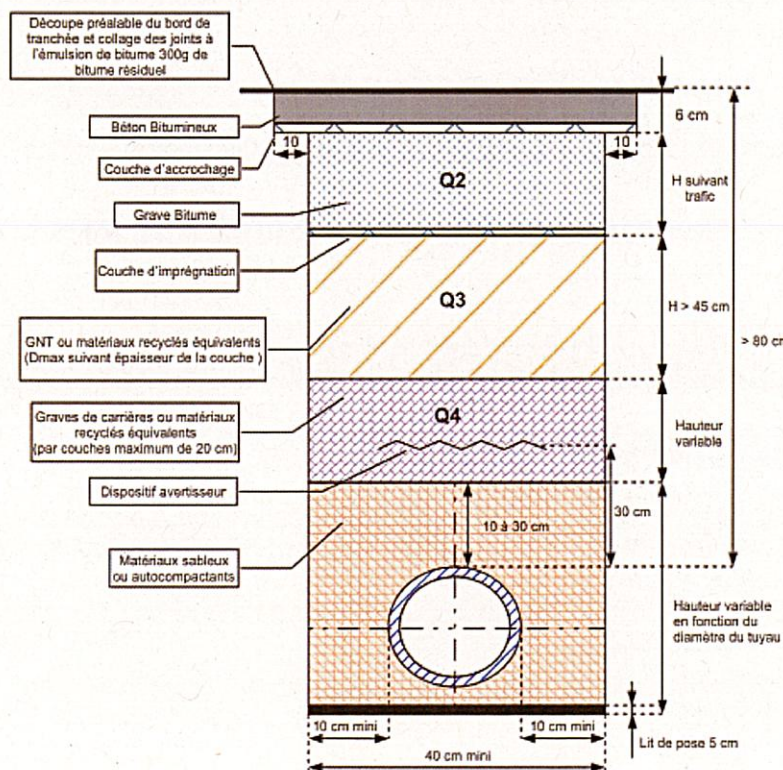 Découpe préalable du bord de
tranchée et collage des joints à
l'émulsion de bitume 300g de
bitume résiduel
Béton Bitumineux
Couche d'accrochage
Grave Bitume
Couche d'imprégnation
GNT ou matériaux recyclés équivalents
(Dmax suivant épaisseur de la couche )
Graves de carrières ou matériaux
recyclés équivalents
(par couches maximum de 20 cm)
Dispositif avertisseur
Matériaux sableux
ou autocompactants
10
10
Q2
Q3
Q4
10 à 30 cm
30 cm
6 cm
H suivant
trafic
H > 45 cm
> 80 cm
Hauteur
variable
Hauteur variable
en fonction du
diamètre du tuyau
Lit de pose 5 cm
10 cm mini
10 cm mini
40 cm mini